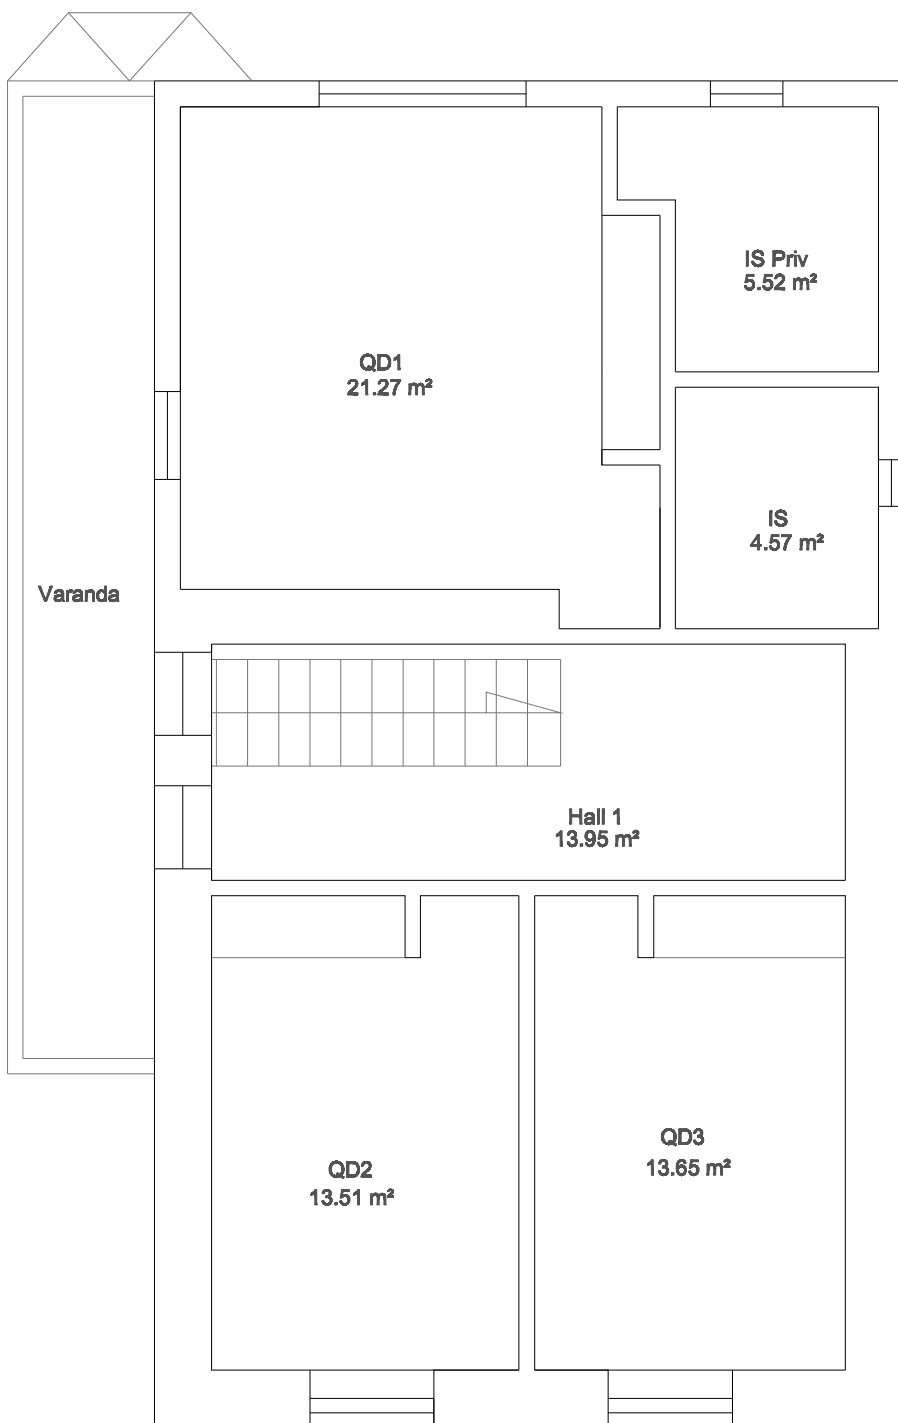 IS Priv
5.52 m²
QD1
21.27 m²
IS
4.57 m²
Varanda
Hall 1
13.95 m²
QD3
13.65 m²
QD2
13.51 m²